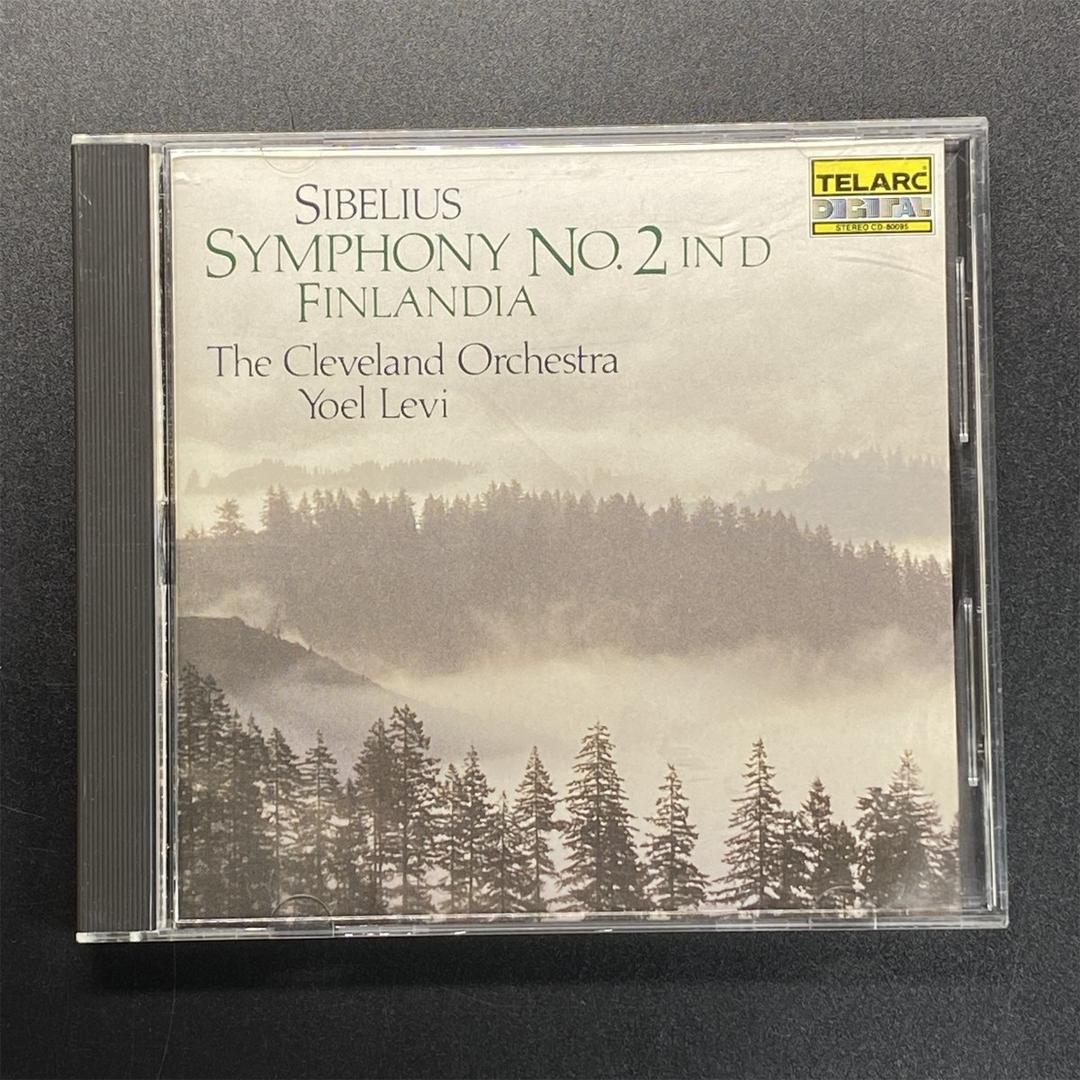 SIBELIUS
SYMPHONY NO. 2 IN D
FINLANDIA
The Cleveland Orchestra
Yoel Levi
TELARC
DIGITAL
STEREO CD-80095